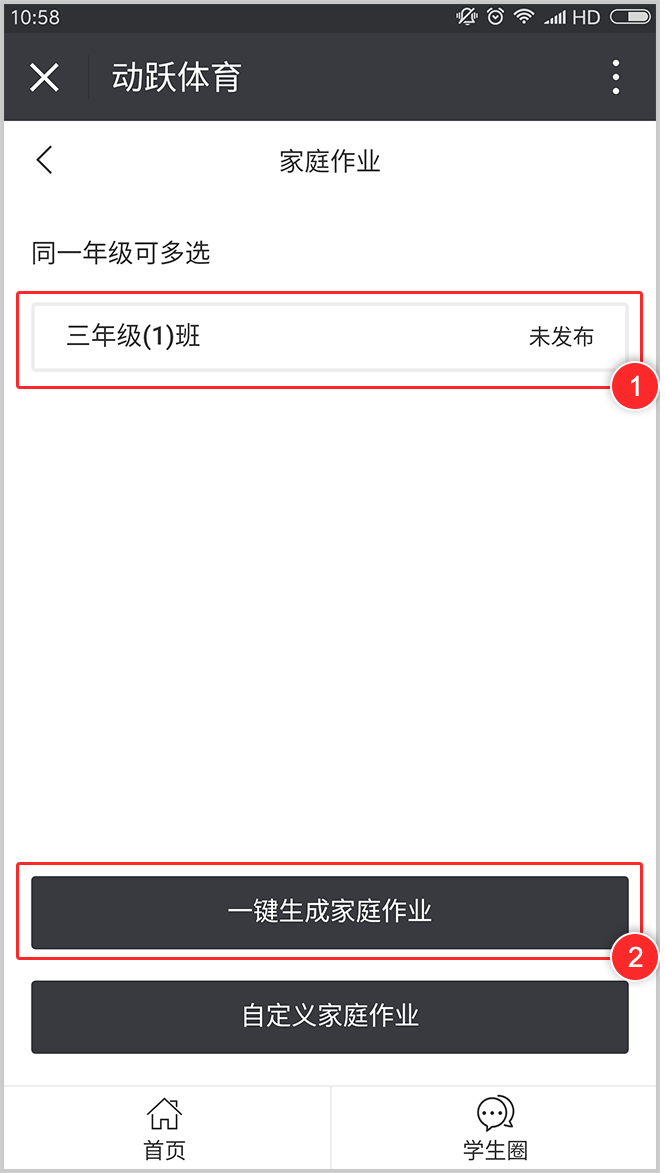 10:58 HD
动跃体育
家庭作业
同一年级可多选
三年级(1)班 未发布
1
一键生成家庭作业
2
自定义家庭作业
首页 学生圈